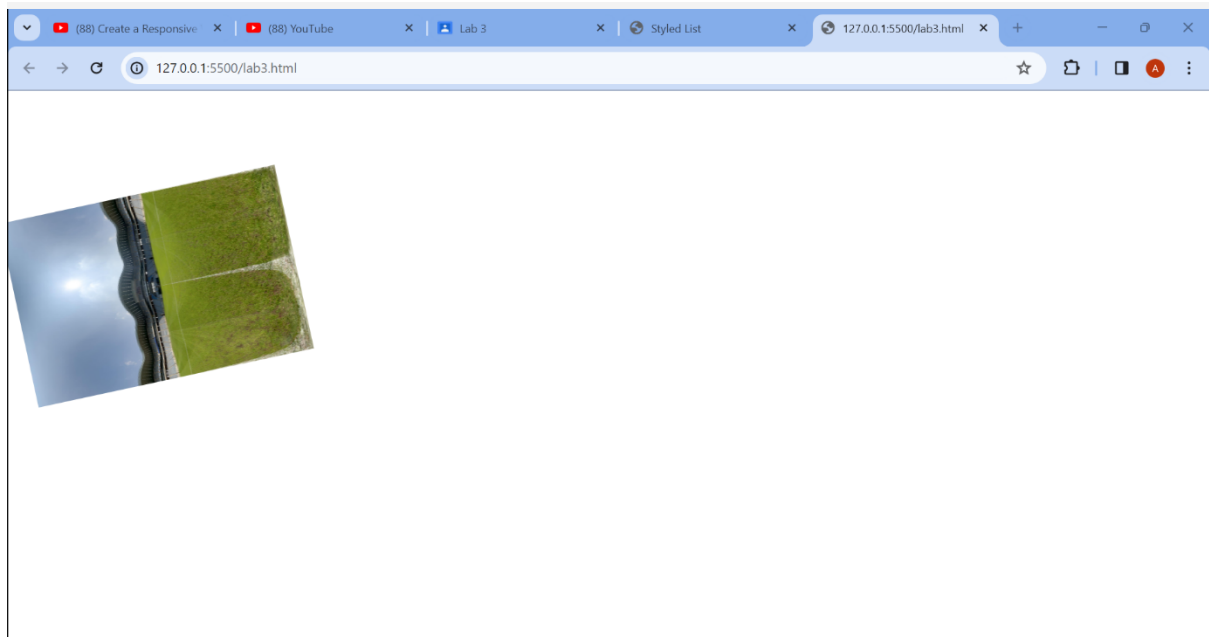 (88) Create a Responsive
(88) YouTube
Lab 3
Styled List
127.0.0.1:5500/lab3.html
127.0.0.1:5500/lab3.html
A